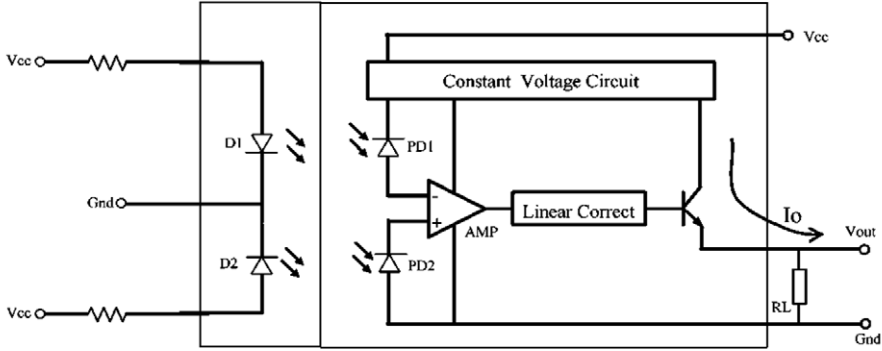 Vcc
Vcc
Constant Voltage Circuit
D1
PD1
Gnd
-
+
Linear Correct
Io
AMP
Vout
D2
PD2
RL
Vcc
Gnd